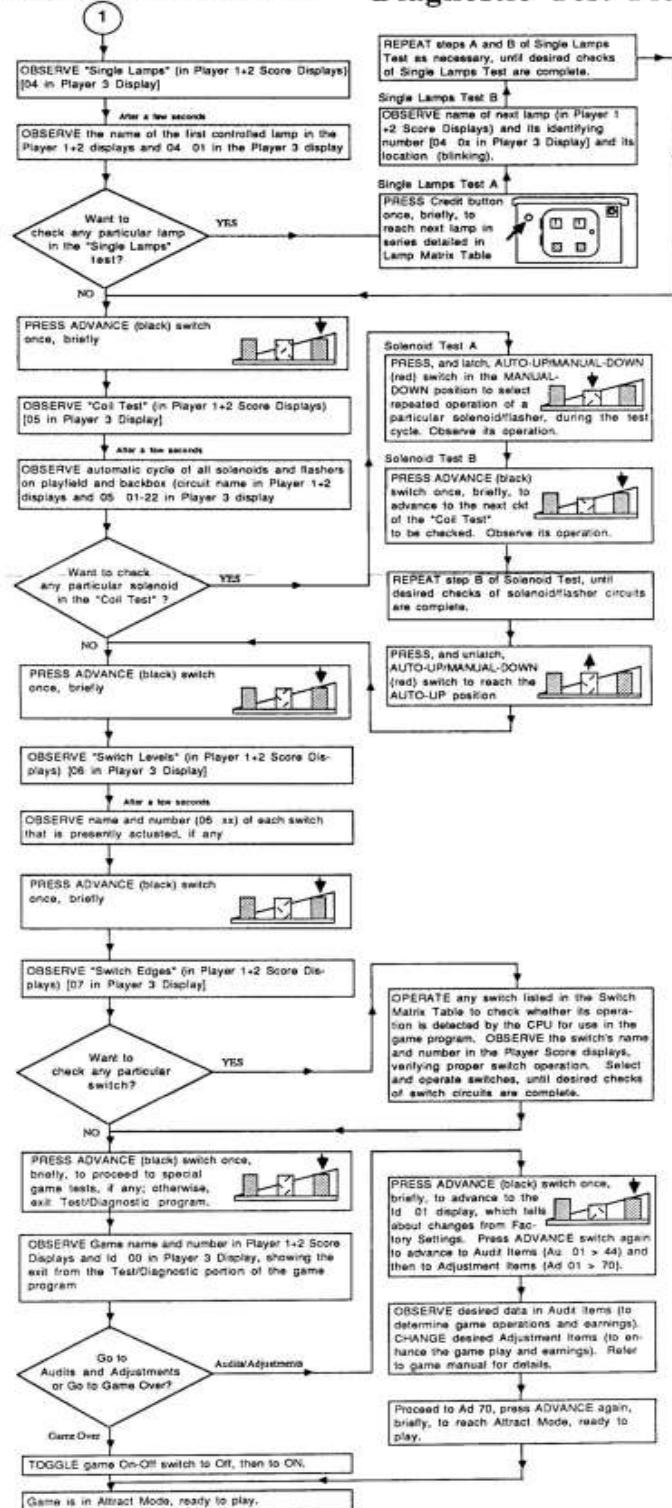 Diagnostic Test
1
OBSERVE "Single Lamps" (in Player 1+2 Score Displays)
[04 in Player 3 Display]
After a few seconds
OBSERVE the name of the first controlled lamp in the
Player 1+2 displays and 04 01 in the Player 3 display
Want to
check any particular lamp
in the "Single Lamps"
test?
YES
NO
REPEAT steps A and B of Single Lamps
Test as necessary, until desired checks
of Single Lamps Test are complete.
Single Lamps Test B
OBSERVE name of next lamp (in Player 1
+2 Score Displays) and its identifying
number [04 0x in Player 3 Display] and its
location (blinking).
Single Lamps Test A
PRESS Credit button
once, briefly, to
reach next lamp in
series detailed in
Lamp Matrix Table
PRESS ADVANCE (black) switch
once, briefly
OBSERVE "Coil Test" (in Player 1+2 Score Displays)
[05 in Player 3 Display]
After a few seconds
OBSERVE automatic cycle of all solenoids and flashers
on playfield and backbox (circuit name in Player 1+2
displays and 05 01-22 in Player 3 display
Want to check
any particular solenoid
in the "Coil Test" ?
YES
NO
Solenoid Test A
PRESS, and latch, AUTO-UP/MANUAL-DOWN
(red) switch in the MANUAL-
DOWN position to select
repeated operation of a
particular solenoid/flasher, during the test
cycle. Observe its operation.
Solenoid Test B
PRESS ADVANCE (black)
switch once, briefly, to
advance to the next ckt
of the "Coil Test"
to be checked. Observe its operation.
REPEAT step B of Solenoid Test, until
desired checks of solenoid/flasher circuits
are complete.
PRESS, and unlatch,
AUTO-UP/MANUAL-DOWN
(red) switch to reach the
AUTO-UP position
PRESS ADVANCE (black) switch
once, briefly
OBSERVE "Switch Levels" (in Player 1+2 Score Dis-
plays) [06 in Player 3 Display]
After a few seconds
OBSERVE name and number (06 xx) of each switch
that is presently actuated, if any
PRESS ADVANCE (black) switch
once, briefly
OBSERVE "Switch Edges" (in Player 1+2 Score Dis-
plays) [07 in Player 3 Display]
Want to
check any particular
switch?
YES
NO
OPERATE any switch listed in the Switch
Matrix Table to check whether its opera-
tion is detected by the CPU for use in the
game program. OBSERVE the switch's name
and number in the Player Score displays,
verifying proper switch operation. Select
and operate switches, until desired checks
of switch circuits are complete.
PRESS ADVANCE (black) switch once,
briefly, to proceed to special
game tests, if any; otherwise,
exit Test/Diagnostic program.
OBSERVE Game name and number in Player 1+2 Score
Displays and Id 00 in Player 3 Display, showing the
exit from the Test/Diagnostic portion of the game
program
Go to
Audits and Adjustments
or Go to Game Over?
Audits/Adjustments
Game Over
PRESS ADVANCE (black) switch once,
briefly, to advance to the
Id 01 display, which tells
about changes from Fac-
tory Settings. Press ADVANCE switch again
to advance to Audit Items (Au 01 > 44) and
then to Adjustment Items (Ad 01 > 70).
OBSERVE desired data in Audit Items (to
determine game operations and earnings).
CHANGE desired Adjustment Items (to en-
hance the game play and earnings). Refer
to game manual for details.
Proceed to Ad 70, press ADVANCE again,
briefly, to reach Attract Mode, ready to
play.
TOGGLE game On-Off switch to Off, then to ON.
Game is in Attract Mode, ready to play.